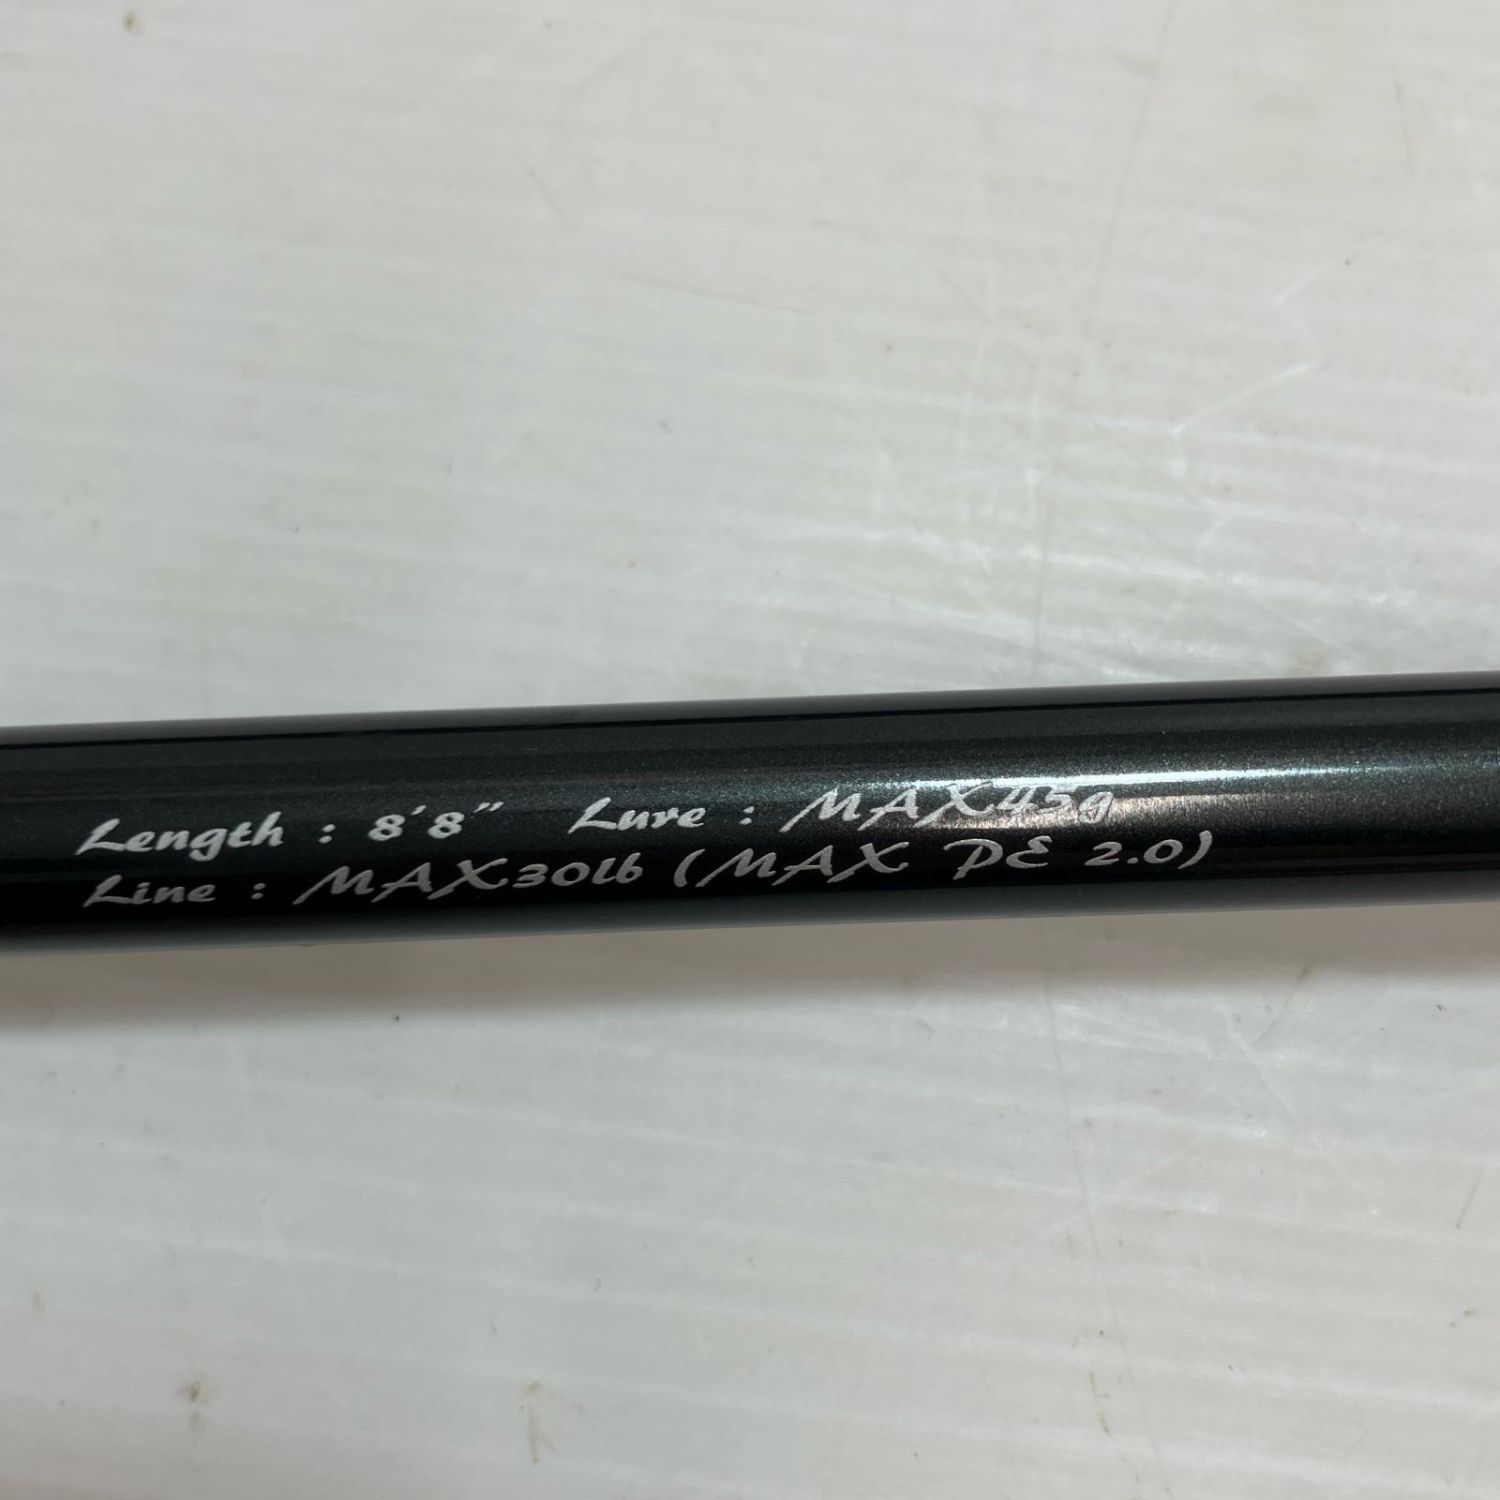 Length : 8'8" Lure : MAX45g
Line : MAX30lb (MAX PE 2.0)